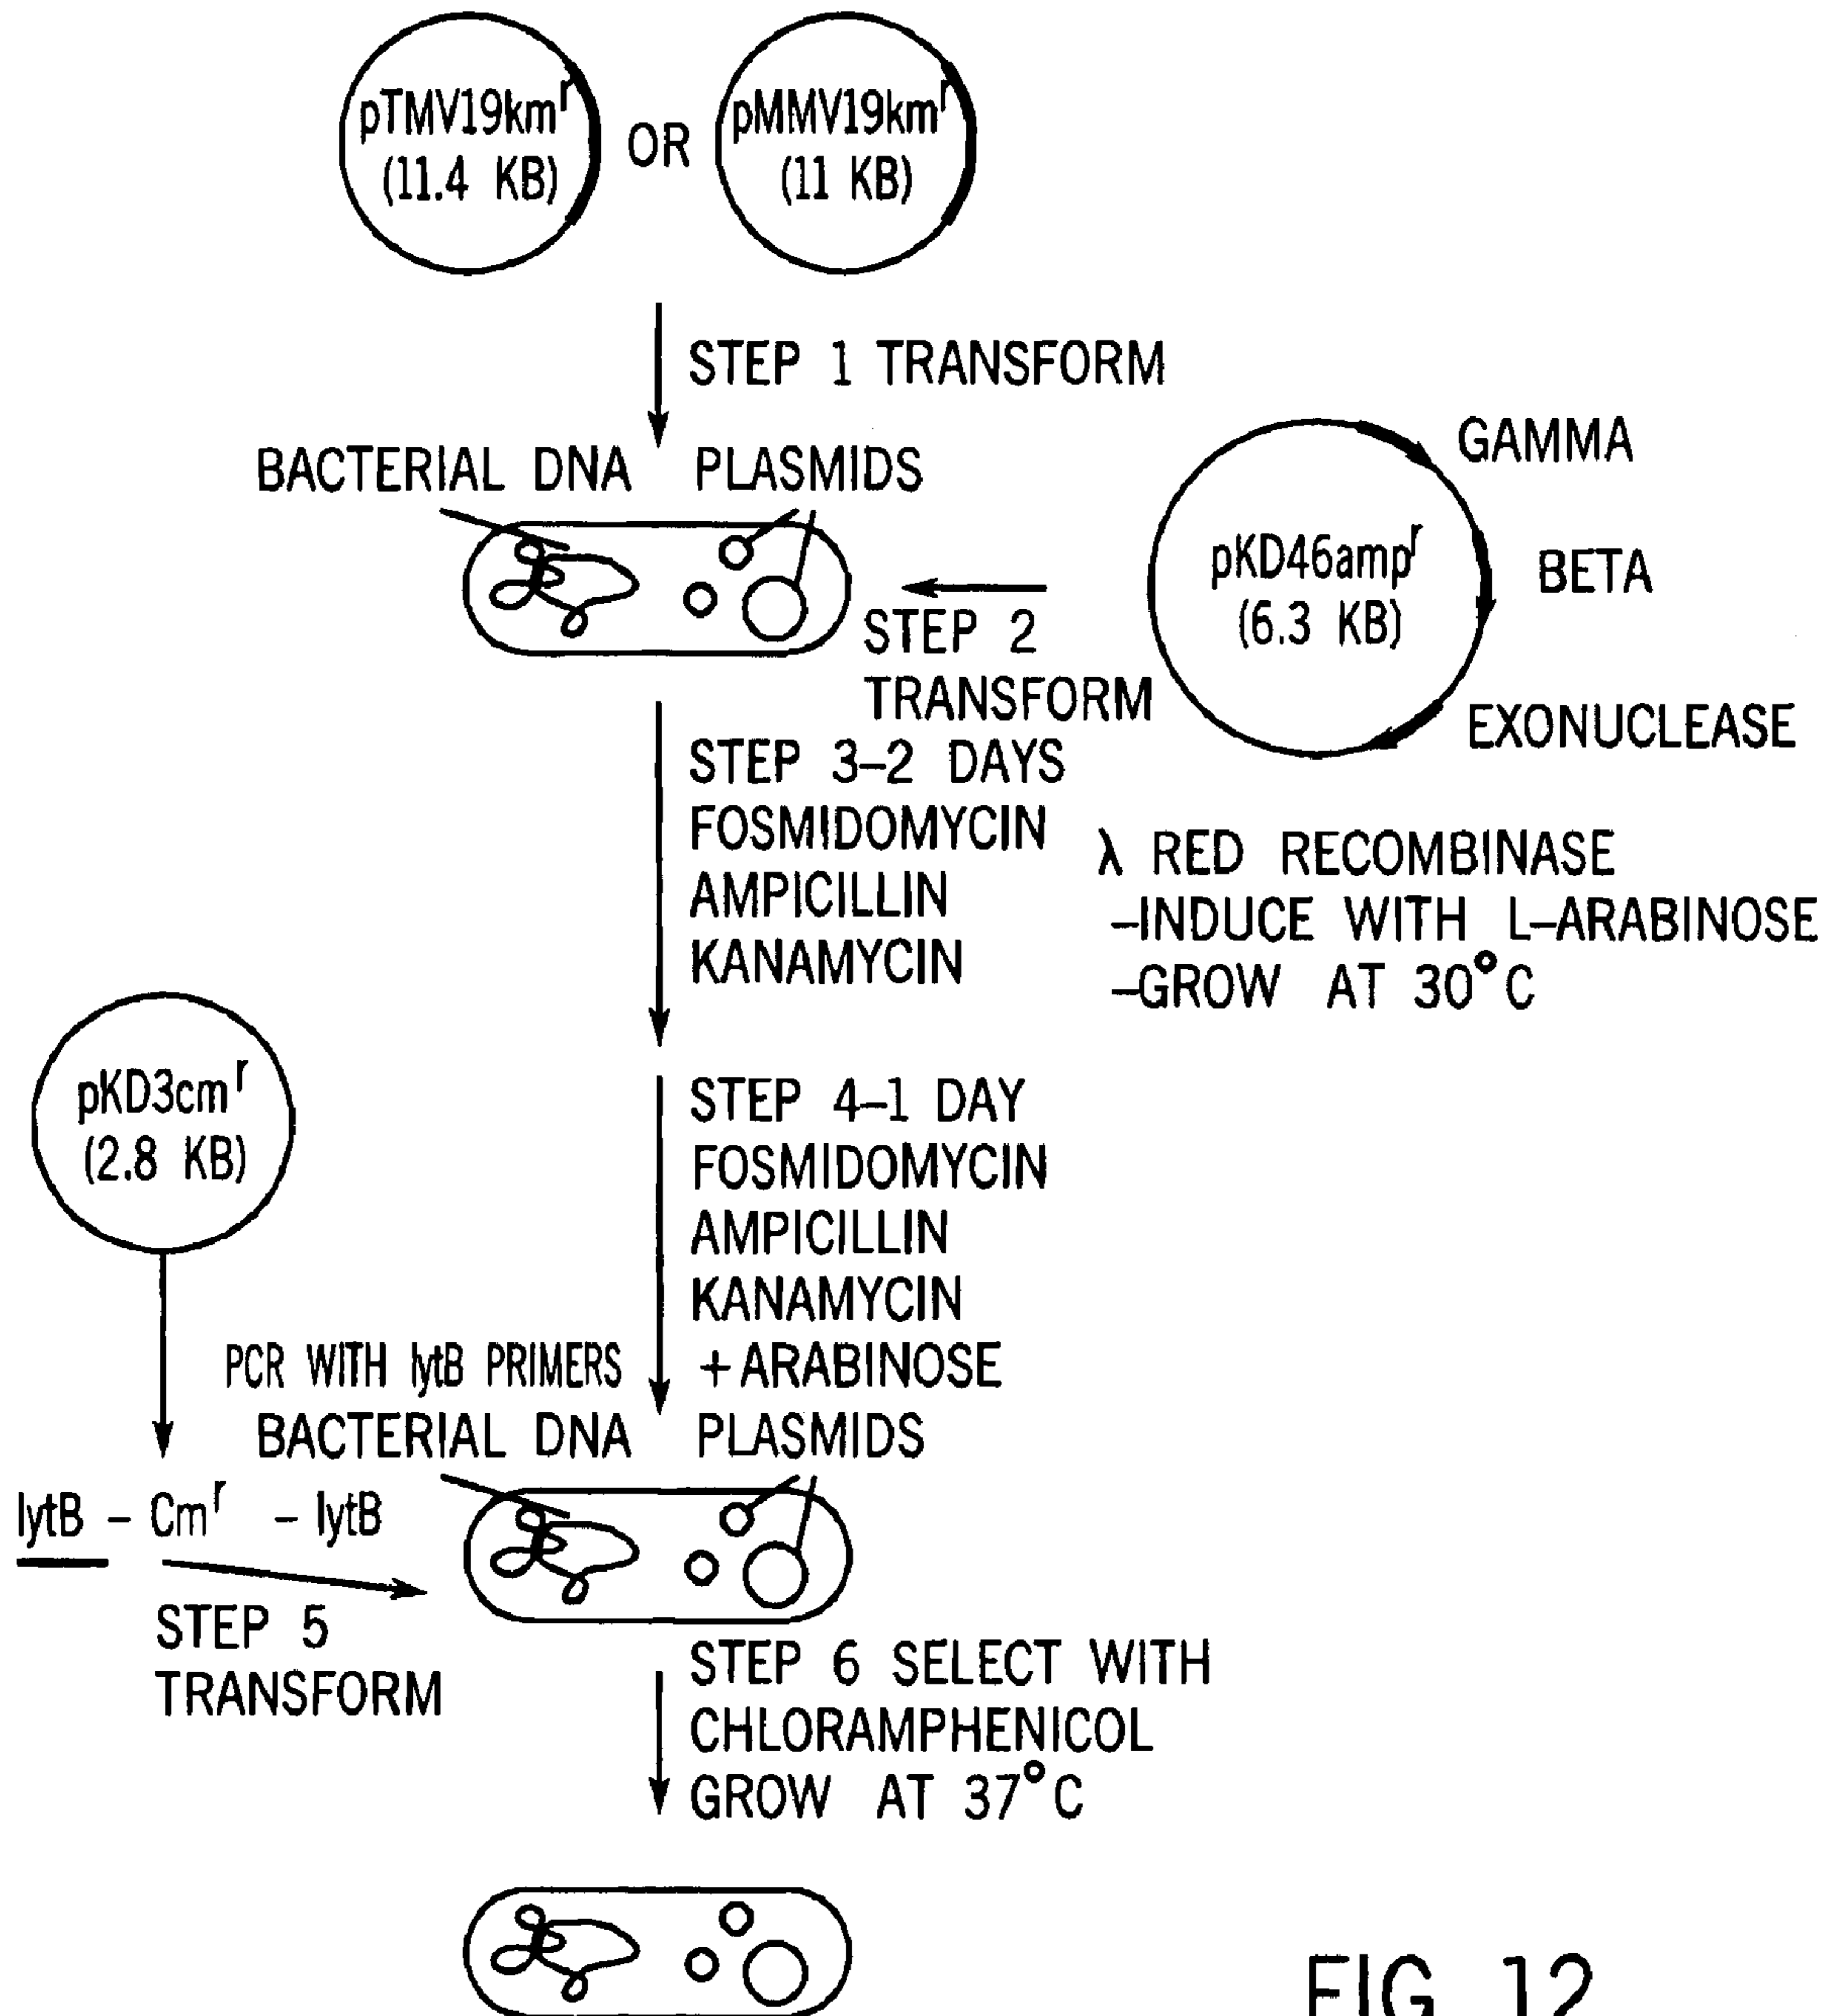 pTMV19kmʳ
(11.4 KB)
OR
pMMV19kmʳ
(11 KB)
STEP 1 TRANSFORM
BACTERIAL DNA
PLASMIDS
pKD46ampʳ
(6.3 KB)
GAMMA
BETA
EXONUCLEASE
STEP 2
TRANSFORM
STEP 3–2 DAYS
FOSMIDOMYCIN
AMPICILLIN
KANAMYCIN
λ RED RECOMBINASE
–INDUCE WITH L–ARABINOSE
–GROW AT 30°C
pKD3cmʳ
(2.8 KB)
STEP 4–1 DAY
FOSMIDOMYCIN
AMPICILLIN
KANAMYCIN
+ARABINOSE
PCR WITH lytB PRIMERS
BACTERIAL DNA
PLASMIDS
lytB – Cmʳ – lytB
STEP 5
TRANSFORM
STEP 6 SELECT WITH
CHLORAMPHENICOL
GROW AT 37°C
FIG. 12